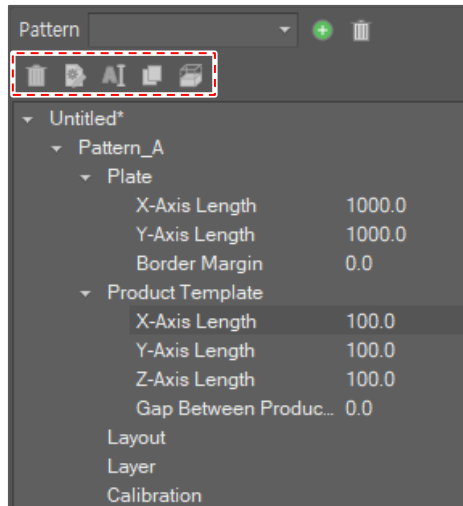 Pattern
AI
Untitled*
Pattern_A
Plate
X-Axis Length 1000.0
Y-Axis Length 1000.0
Border Margin 0.0
Product Template
X-Axis Length 100.0
Y-Axis Length 100.0
Z-Axis Length 100.0
Gap Between Produc... 0.0
Layout
Layer
Calibration